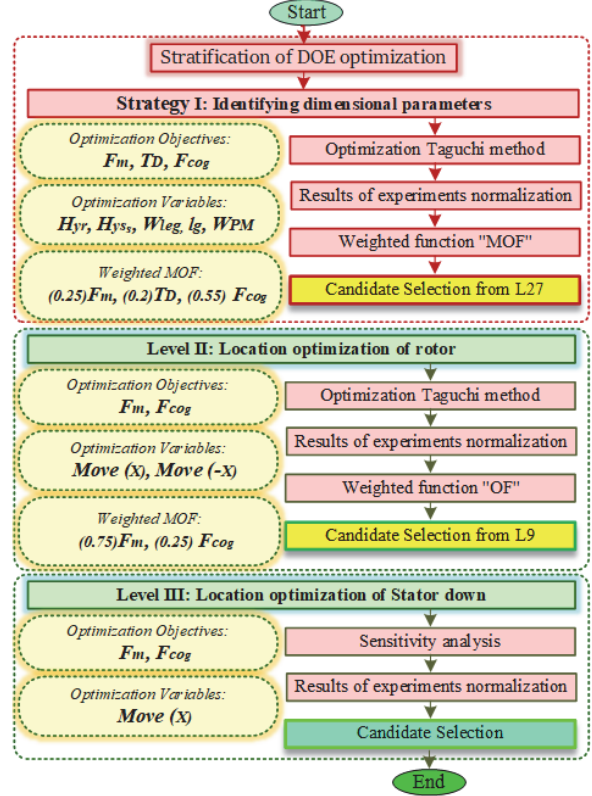 Start
Stratification of DOE optimization
Strategy I: Identifying dimensional parameters
Optimization Objectives:
Fm, TD, Fcog
Optimization Variables:
Hyr, Hyss, Wleg, lg, WPM
Weighted MOF:
(0.25)Fm, (0.2)TD, (0.55) Fcog
Optimization Taguchi method
Results of experiments normalization
Weighted function "MOF"
Candidate Selection from L27
Level II: Location optimization of rotor
Optimization Objectives:
Fm, Fcog
Optimization Variables:
Move (X), Move (-X)
Weighted MOF:
(0.75)Fm, (0.25) Fcog
Optimization Taguchi method
Results of experiments normalization
Weighted function "OF"
Candidate Selection from L9
Level III: Location optimization of Stator down
Optimization Objectives:
Fm, Fcog
Optimization Variables:
Move (X)
Sensitivity analysis
Results of experiments normalization
Candidate Selection
End